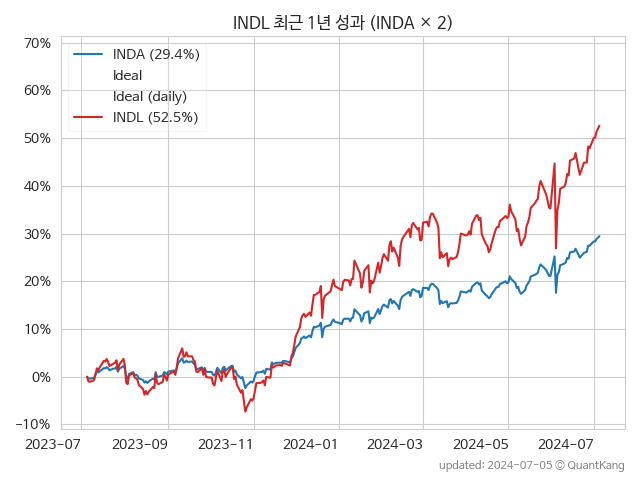 INDL 최근 1년 성과 (INDA × 2)
70%
60%
50%
40%
30%
20%
10%
0%
−10%
INDA (29.4%)
Ideal
Ideal (daily)
INDL (52.5%)
2023-07
2023-09
2023-11
2024-01
2024-03
2024-05
2024-07
updated: 2024-07-05 © QuantKang